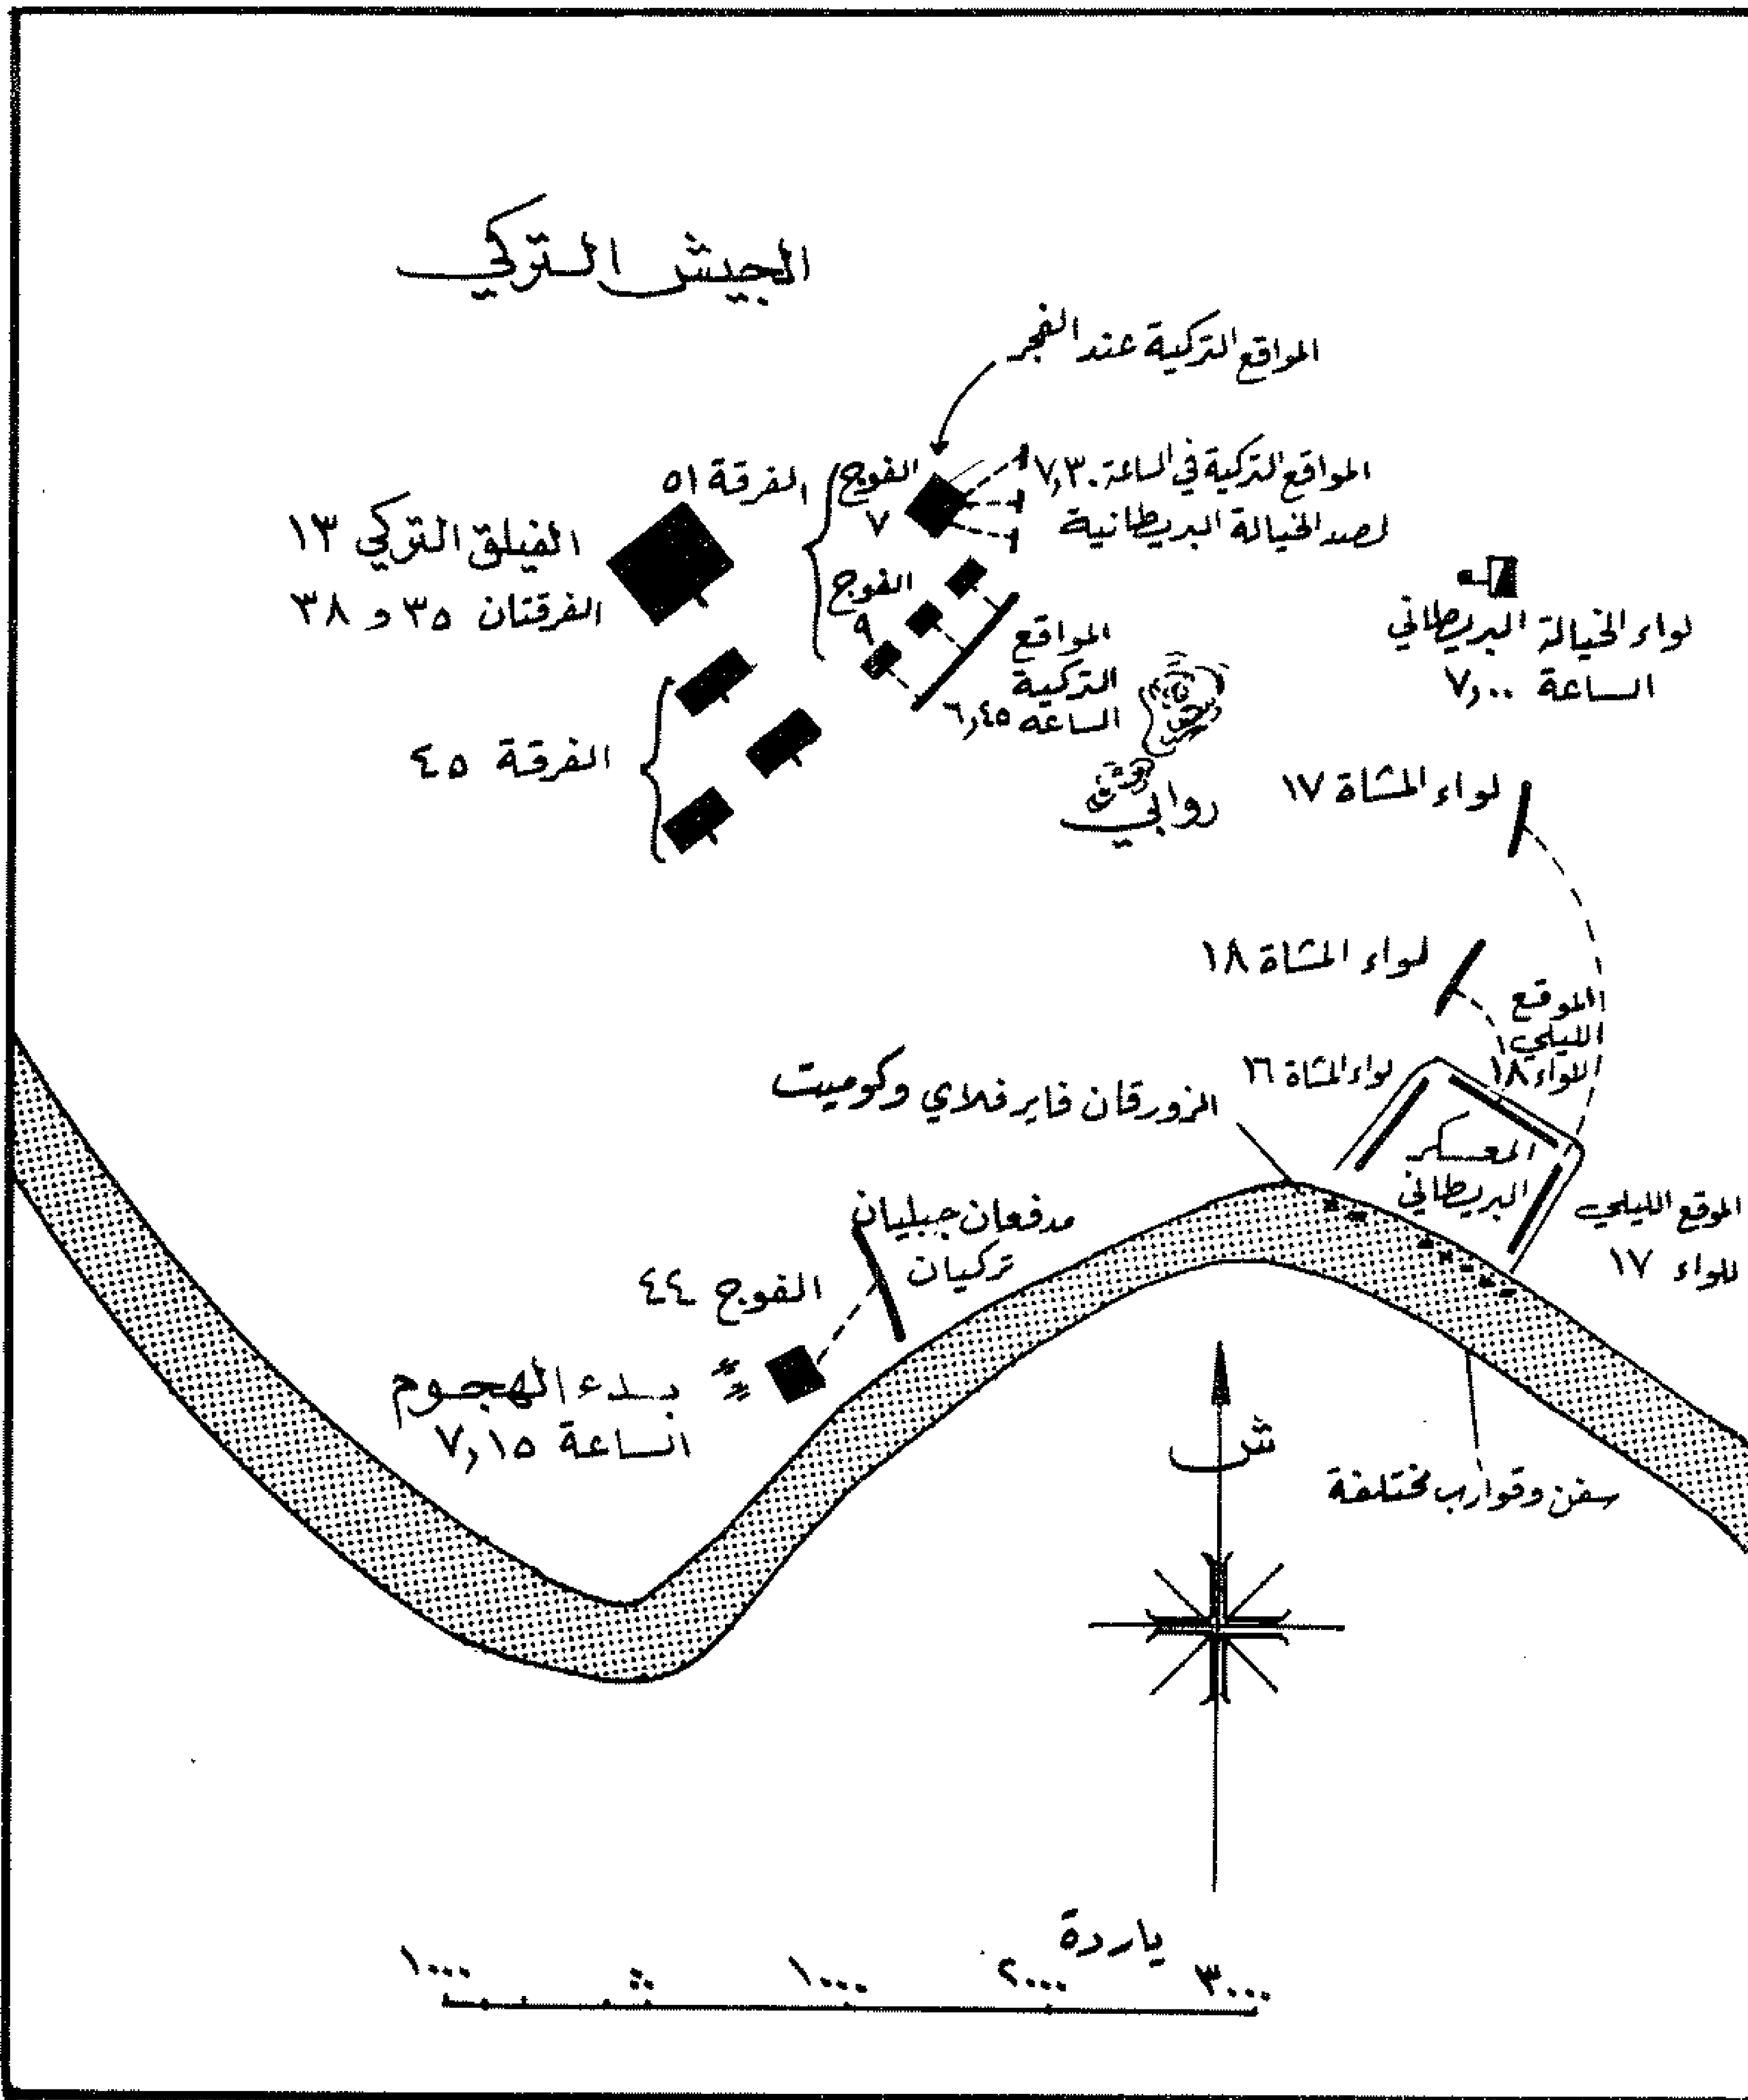 الجيش التركي
المواقع التركية عند الفجر
المواقع التركية في الساعة ٧,٣٠
لصد الخيالة البريطانية
الفوج
٧
الفرقة ٥١
الفيلق التركي ١٣
الفرقتان ٣٥ و ٣٨
الفوج
٩
المواقع
التركية
الساعة ٦,٤٥
لواء الخيالة البريطاني
الساعة ٧,٠٠
الفرقة ٤٥
روابي
لواء المشاة ١٧
لواء المشاة ١٨
الموقع
الليلي
للواء ١٨
لواء المشاة ١٦
الزورقان فايرفلاي وكوميت
المعسكر
البريطاني
الموقع الليلي
للواء ١٧
مدفعان جبليان
تركيان
الفوج ٤٤
بدء الهجوم
الساعة ٧,١٥
ش
سفن وقوارب مختلفة
ياردة
١٠٠٠ ١٠٠٠ ٢٠٠٠ ٣٠٠٠